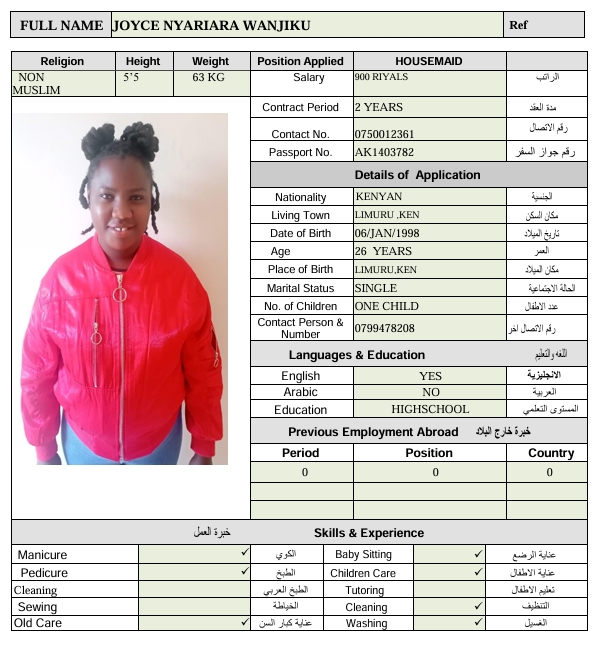 FULL NAME JOYCE NYARIARA WANJIKU Ref
Religion Height Weight Position Applied HOUSEMAID
NON MUSLIM 5'5 63 KG Salary 900 RIYALS الراتب
Contract Period 2 YEARS مدة العقد
Contact No. 0750012361 رقم الاتصال
Passport No. AK1403782 رقم جواز السفر
Details of Application
Nationality KENYAN الجنسية
Living Town LIMURU ,KEN مكان السكن
Date of Birth 06/JAN/1998 تاريخ الميلاد
Age 26 YEARS العمر
Place of Birth LIMURU,KEN مكان الميلاد
Marital Status SINGLE الحالة الاجتماعية
No. of Children ONE CHILD عدد الاطفال
Contact Person & Number 0799478208 رقم الاتصال اخر
Languages & Education اللغه والتعليم
English YES الانجليزية
Arabic NO العربية
Education HIGHSCHOOL المستوى التعلمي
Previous Employment Abroad خبرة خارج البلاد
Period Position Country
0 0 0
خبرة العمل Skills & Experience
Manicure ✓ الكوي Baby Sitting ✓ عناية الرضع
Pedicure ✓ الطبخ Children Care ✓ عناية الاطفال
Cleaning الطبخ العربي Tutoring تعليم الاطفال
Sewing الخياطة Cleaning ✓ التنظيف
Old Care ✓ عناية كبار السن Washing ✓ الغسيل